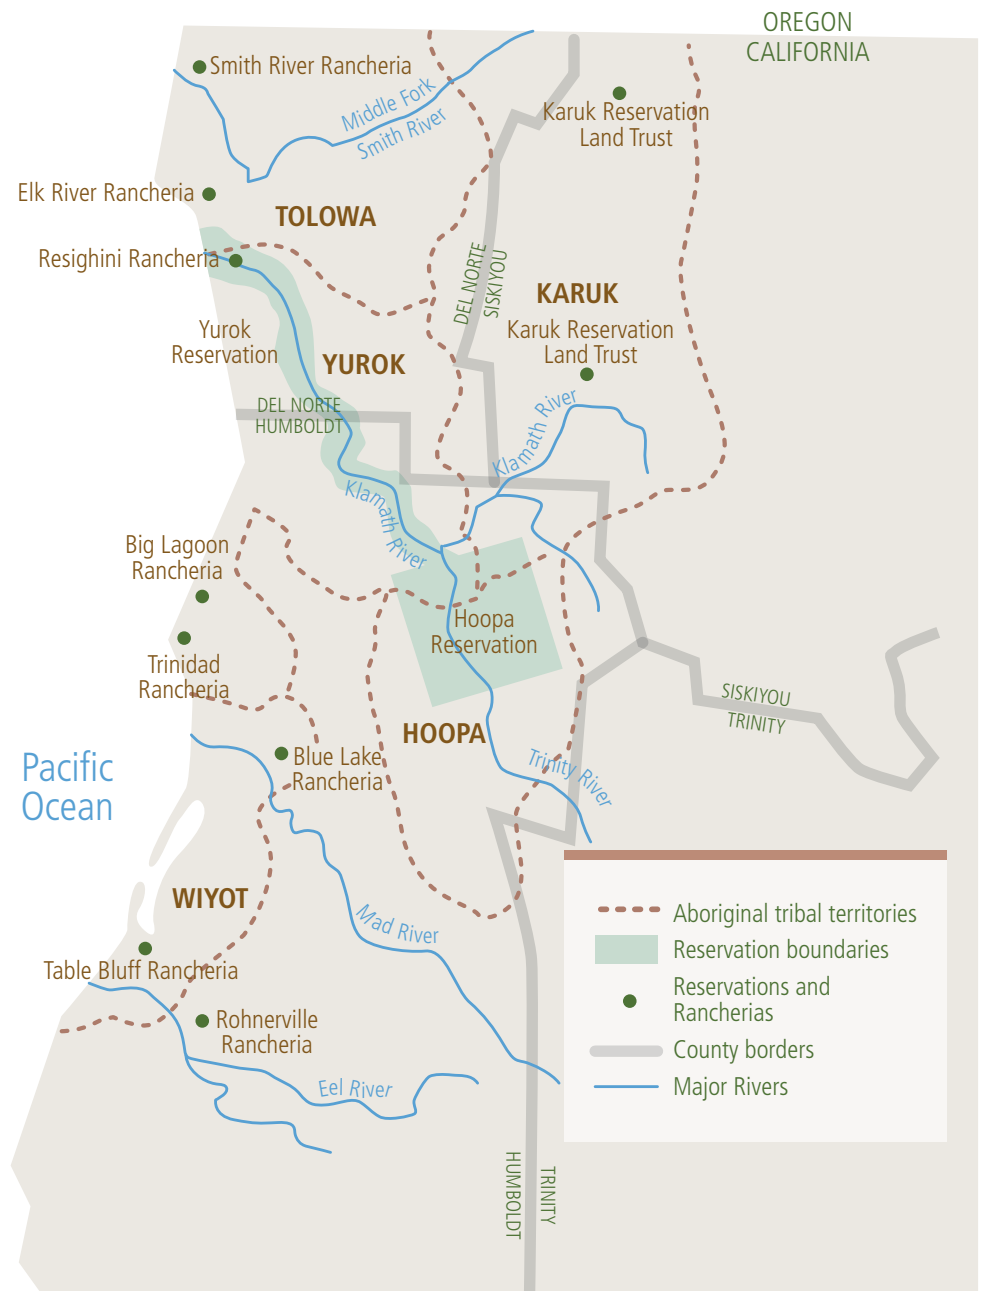 OREGON
CALIFORNIA
Smith River Rancheria
Middle Fork
Smith River
Karuk Reservation
Land Trust
Elk River Rancheria
TOLOWA
Resighini Rancheria
DEL NORTE
SISKIYOU
KARUK
Yurok
Reservation
YUROK
Karuk Reservation
Land Trust
DEL NORTE
HUMBOLDT
Klamath River
Klamath River
Big Lagoon
Rancheria
Hoopa
Reservation
Trinidad
Rancheria
SISKIYOU
TRINITY
HOOPA
Pacific
Ocean
Blue Lake
Rancheria
Trinity River
WIYOT
Mad River
Table Bluff Rancheria
Rohnerville
Rancheria
Eel River
Aboriginal tribal territories
Reservation boundaries
Reservations and
Rancherias
County borders
Major Rivers
HUMBOLDT
TRINITY